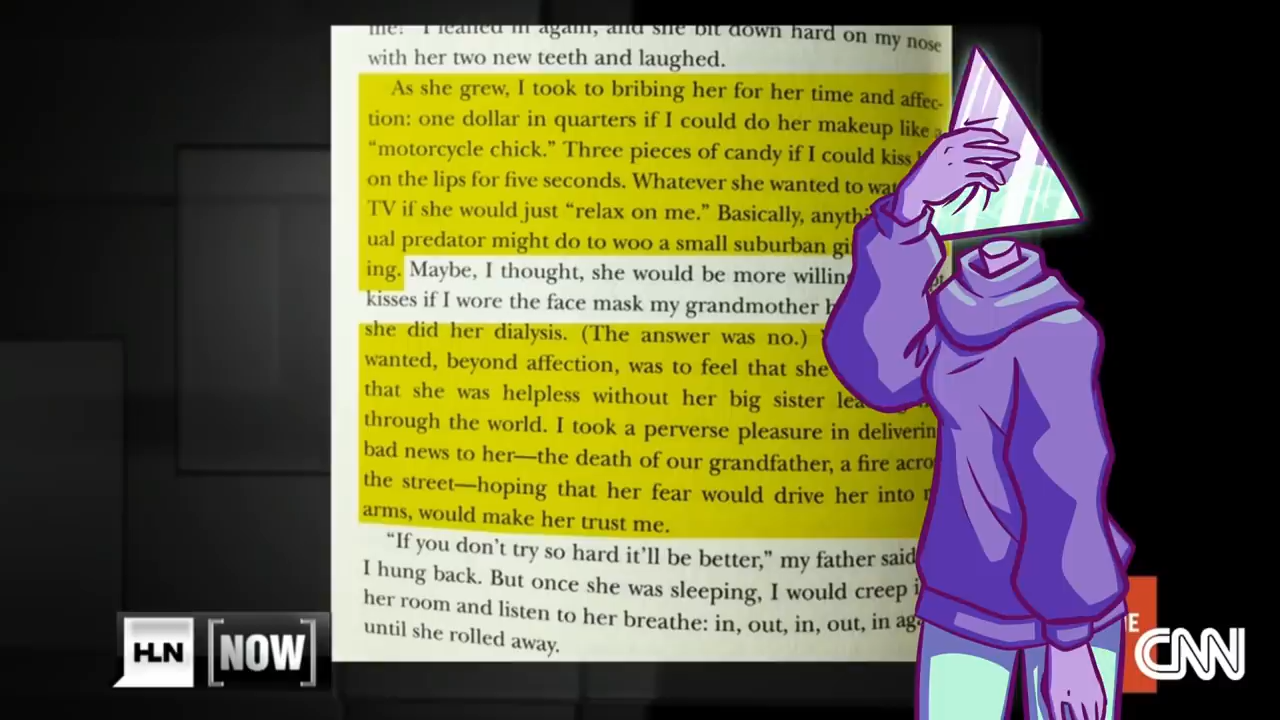 me? I leaned in again, and she bit down hard on my nose
with her two new teeth and laughed.
As she grew, I took to bribing her for her time and affec-
tion: one dollar in quarters if I could do her makeup like a
“motorcycle chick.” Three pieces of candy if I could kiss
on the lips for five seconds. Whatever she wanted to
TV if she would just “relax on me.” Basically,
ual predator might do to woo a small suburban
ing. Maybe, I thought, she would be more
kisses if I wore the face mask my grandmother
she did her dialysis. (The answer was no.)
wanted, beyond affection, was to feel that she
that she was helpless without her big sister
through the world. I took a perverse pleasure in
bad news to her—the death of our grandfather, a fire
the street—hoping that her fear would drive her into
arms, would make her trust me.
“If you don’t try so hard it’ll be better,” my father said
I hung back. But once she was sleeping, I would creep
her room and listen to her breathe: in, out, in, out, in
until she rolled away.
HLN [NOW]
CNN